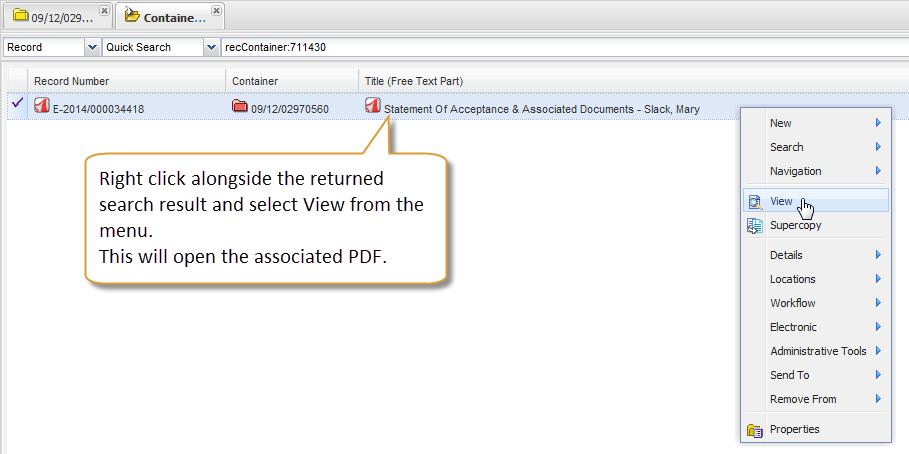 09/12/029...
Containe...
Record
Quick Search
recContainer:711430
Record Number
Container
Title (Free Text Part)
E-2014/000034418
09/12/02970560
Statement Of Acceptance & Associated Documents - Slack, Mary
Right click alongside the returned
search result and select View from the
menu.
This will open the associated PDF.
New
Search
Navigation
View
Supercopy
Details
Locations
Workflow
Electronic
Administrative Tools
Send To
Remove From
Properties